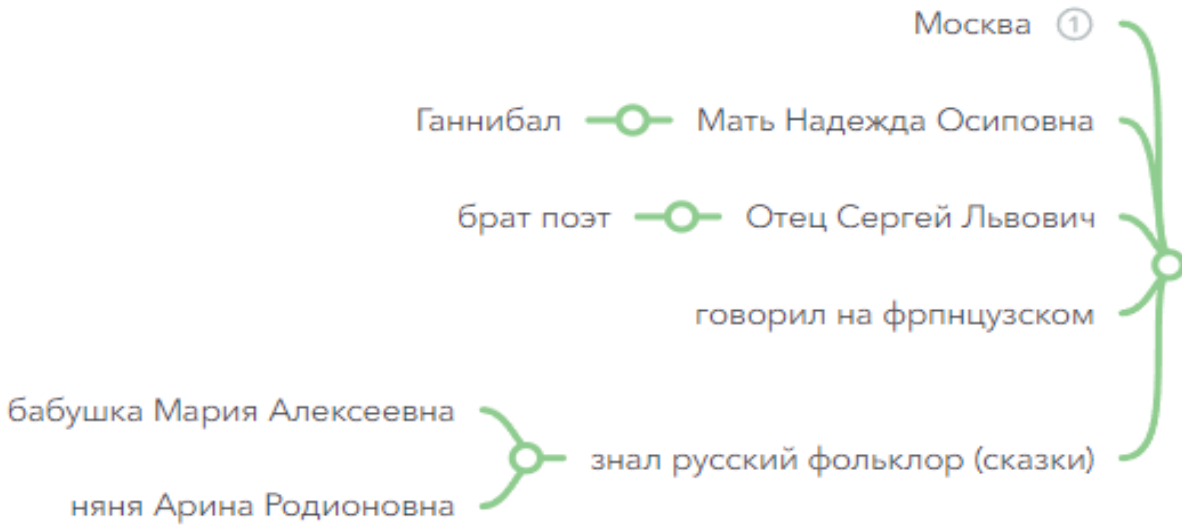 Москва 1
Ганнибал Мать Надежда Осиповна
брат поэт Отец Сергей Львович
говорил на фрпнцузском
бабушка Мария Алексеевна
знал русский фольклор (сказки)
няня Арина Родионовна